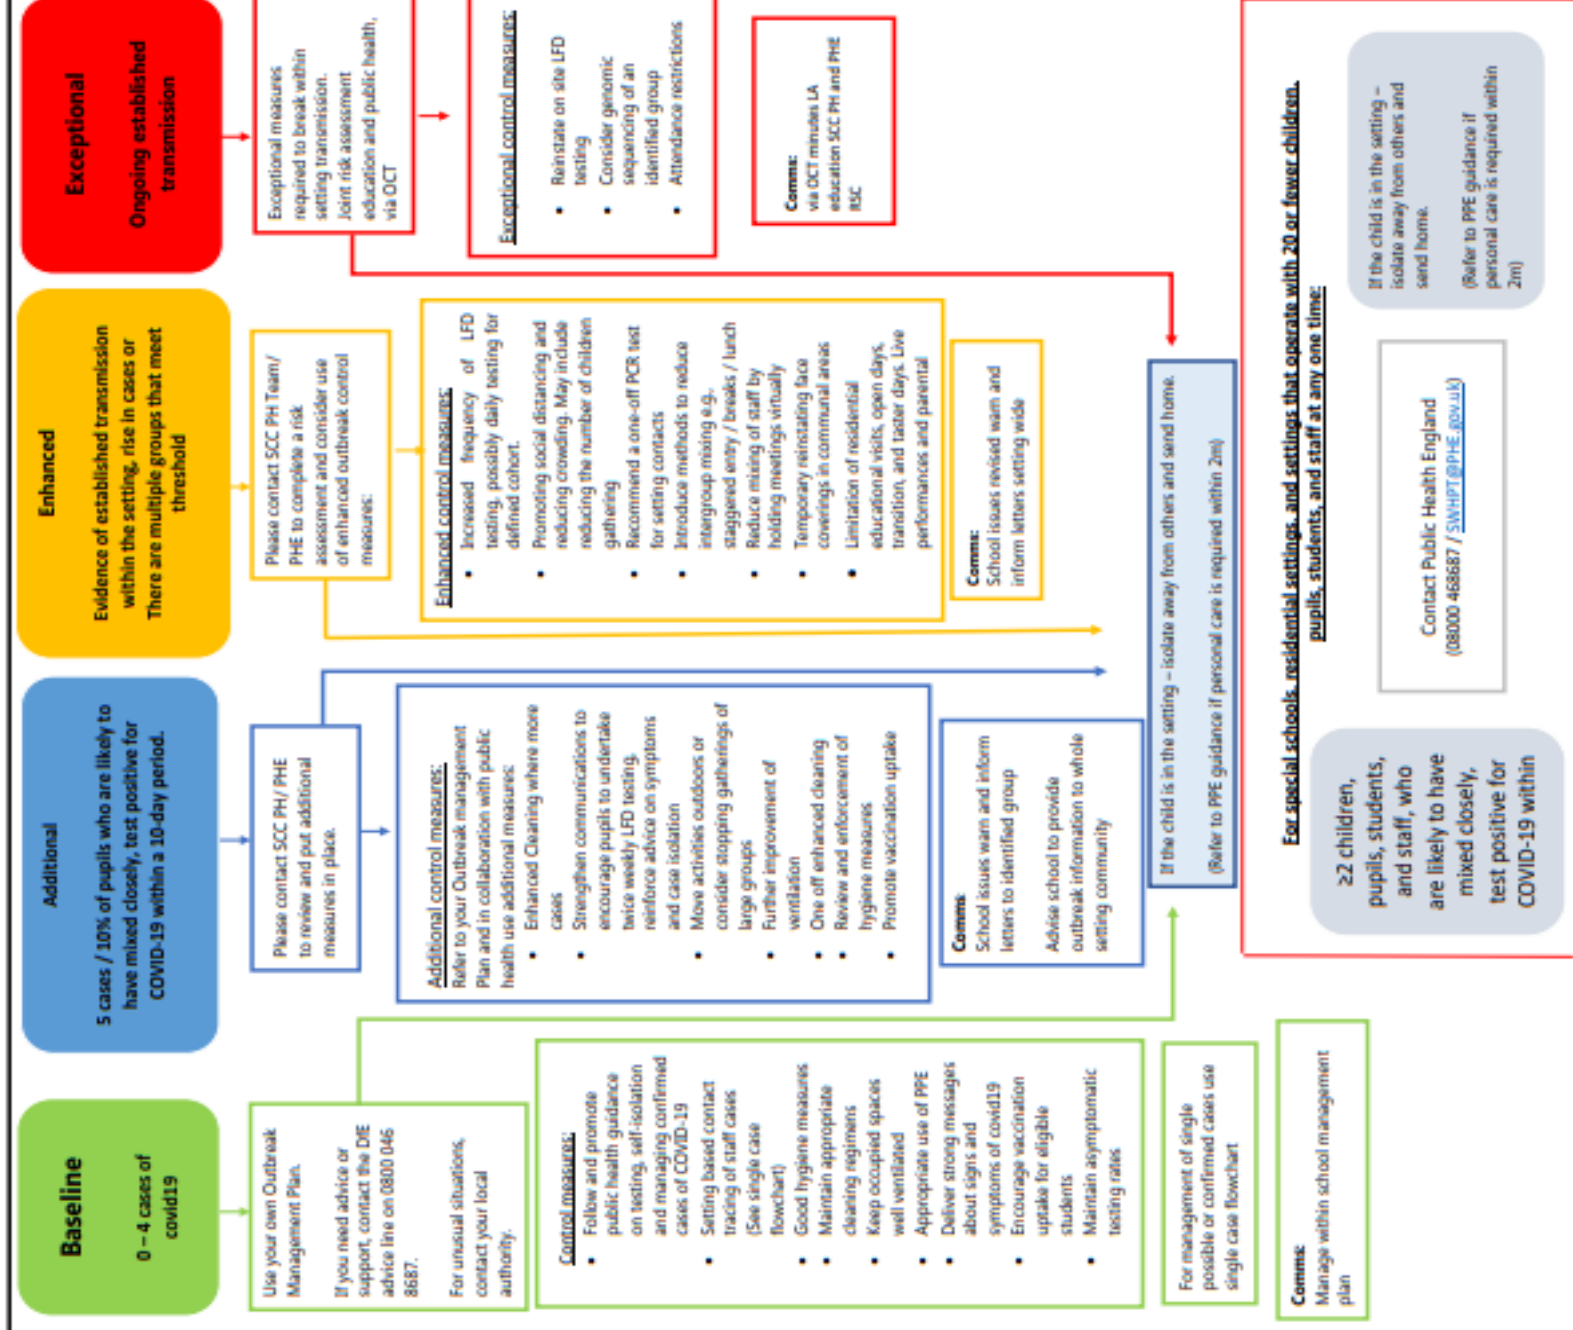 Baseline
0 – 4 cases of
covid19
Use your own Outbreak
Management Plan.
If you need advice or
support, contact the DfE
advice line on 0800 046
8687.
For unusual situations,
contact your local
authority.
Control measures:
• Follow and promote
public health guidance
on testing, self-isolation
and managing confirmed
cases of COVID-19
• Setting based contact
tracing of staff cases
(See single case
flowchart)
• Good hygiene measures
• Maintain appropriate
cleaning regimens
• Keep occupied spaces
well ventilated
• Appropriate use of PPE
• Deliver strong messages
about signs and
symptoms of covid19
• Encourage vaccination
uptake for eligible
students
• Maintain asymptomatic
testing rates
For management of single
possible or confirmed cases use
single case flowchart
Comms:
Manage within school management
plan
Additional
5 cases / 10% of pupils who are likely to
have mixed closely, test positive for
COVID-19 within a 10-day period.
Please contact SCC PH/ PHE
to review and put additional
measures in place.
Additional control measures:
Refer to your Outbreak management
Plan and in collaboration with public
health use additional measures:
• Enhanced Cleaning where more
cases
• Strengthen communications to
encourage pupils to undertake
twice weekly LFD testing,
reinforce advice on symptoms
and case isolation
• Move activities outdoors or
consider stopping gatherings of
large groups
• Further improvement of
ventilation
• One off enhanced cleaning
• Review and enforcement of
hygiene measures
• Promote vaccination uptake
Comms:
School issues warn and inform
letters to identified group
Advise school to provide
outbreak information to whole
setting community
Enhanced
Evidence of established transmission
within the setting, rise in cases or
There are multiple groups that meet
threshold
Please contact SCC PH Team/
PHE to complete a risk
assessment and consider use
of enhanced outbreak control
measures:
Enhanced control measures:
• Increased frequency of LFD
testing, possibly daily testing for
defined cohort.
• Promoting social distancing and
reducing crowding. May include
reducing the number of children
gathering
• Recommend a one-off PCR test
for setting contacts
• Introduce methods to reduce
intergroup mixing e.g.,
staggered entry / breaks / lunch
• Reduce mixing of staff by
holding meetings virtually
• Temporary reinstating face
coverings in communal areas
• Limitation of residential
educational visits, open days,
transition, and taster days. Live
performances and parental
Comms:
School issues revised warn and
inform letters setting wide
Exceptional
Ongoing established
transmission
Exceptional measures
required to break within
setting transmission.
Joint risk assessment
education and public health,
via OCT
Exceptional control measures:
• Reinstate on site LFD
testing
• Consider genomic
sequencing of an
identified group
• Attendance restrictions
Comms:
via OCT minutes LA
education SCC PH and PHE
RSC
If the child is in the setting – isolate away from others and send home.
(Refer to PPE guidance if personal care is required within 2m)
For special schools, residential settings, and settings that operate with 20 or fewer children,
pupils, students, and staff at any one time:
≥2 children,
pupils, students,
and staff, who
are likely to have
mixed closely,
test positive for
COVID-19 within
Contact Public Health England
(08000 468687 / SWHPT@PHE.gov.uk)
If the child is in the setting –
isolate away from others and
send home.
(Refer to PPE guidance if
personal care is required within
2m)